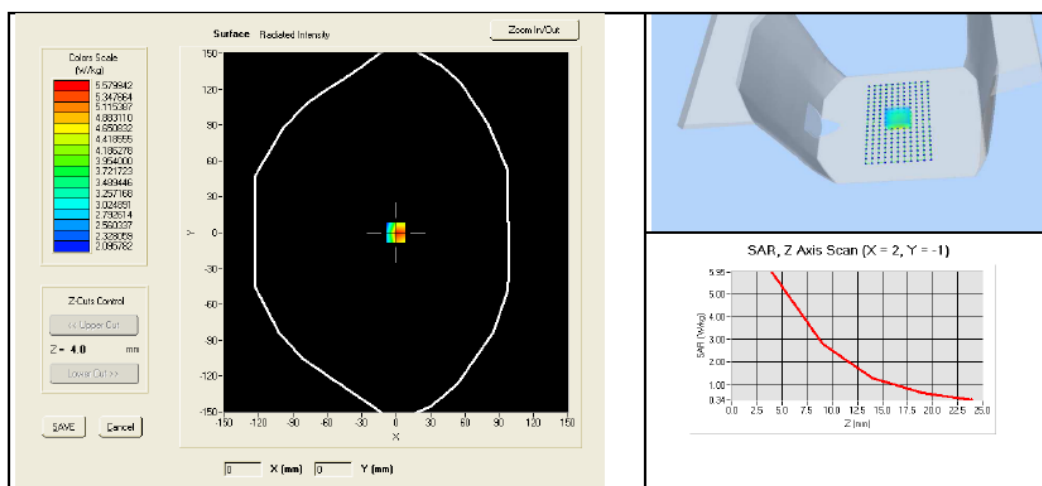 Surface Radiated Intensity
Zoom In/Out
Colors Scale
(W/kg)
5.579942
5.347664
5.115387
4.883110
4.650832
4.418555
4.186278
3.954000
3.721723
3.489446
3.257168
3.024891
2.792614
2.560337
2.328059
2.095782
150
120
90
60
30
0
-30
-60
-90
-120
-150
Y
-150 -120 -90 -60 -30 0 30 60 90 120 150
X
Z-Cuts Control
<< Upper Cut
Z = 4.0 mm
Lower Cut >>
SAVE Cancel
0 X (mm) 0 Y (mm)
SAR, Z Axis Scan (X = 2, Y = -1)
SAR (W/kg)
5.95
5.00
4.00
3.00
2.00
1.00
0.34
0.0 2.5 5.0 7.5 10.0 12.5 15.0 17.5 20.0 22.5 25.0
Z (mm)